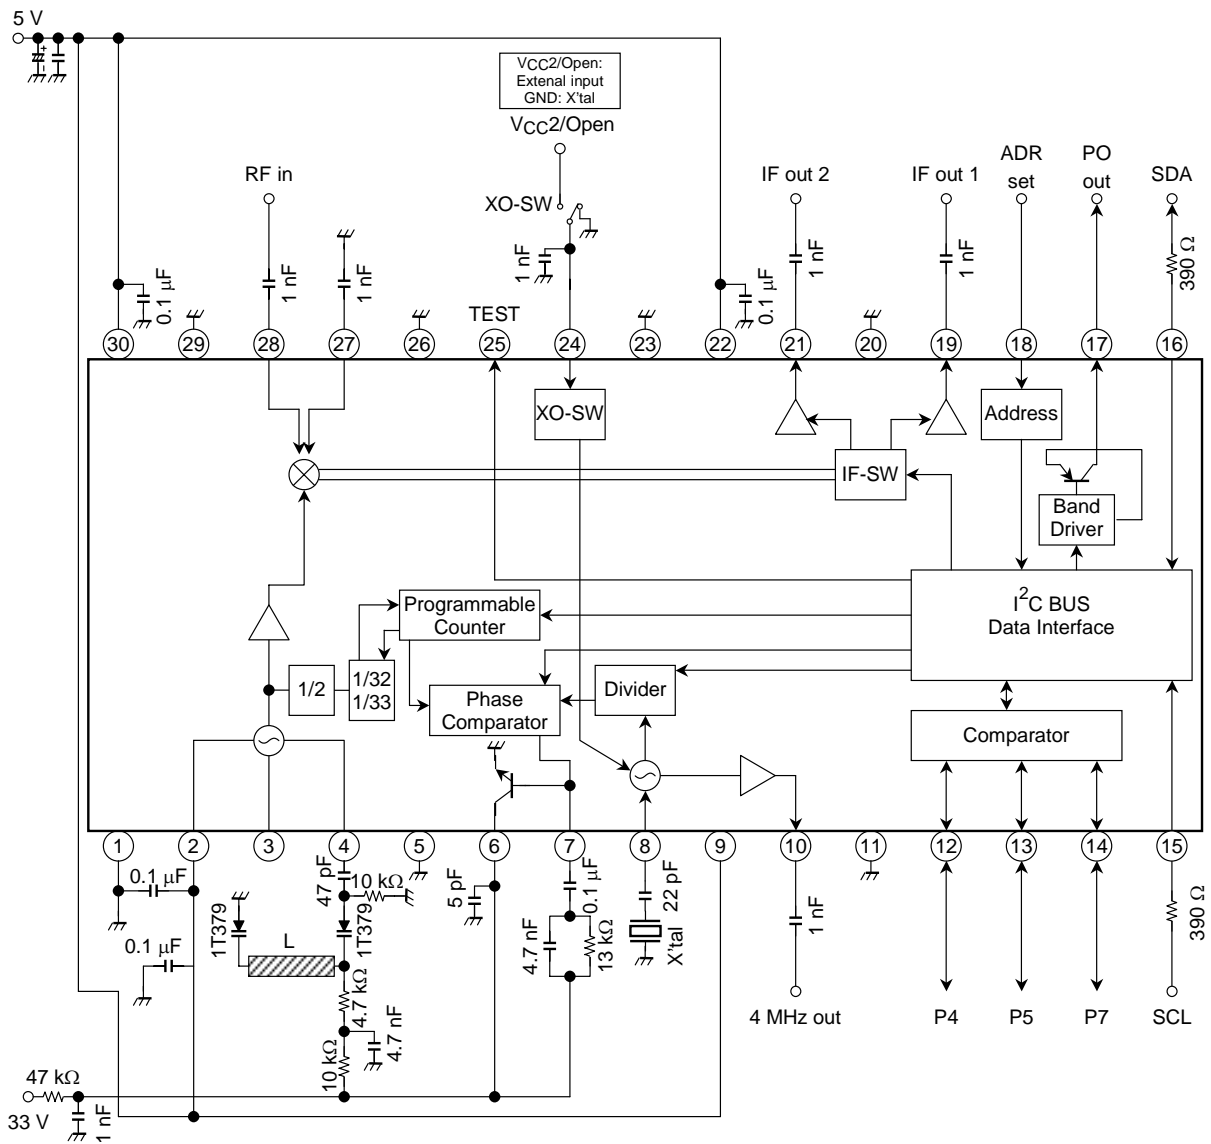 5 V
VCC2/Open:
Extenal input
GND: X'tal
VCC2/Open
RF in
XO-SW
IF out 2
IF out 1
ADR
set
PO
out
SDA
0.1 μF
1 nF
1 nF
1 nF
0.1 μF
1 nF
1 nF
390 Ω
TEST
30
29
28
27
26
25
24
23
22
21
20
19
18
17
16
XO-SW
Address
IF-SW
Band
Driver
I2C BUS
Data Interface
Programmable
Counter
1/2
1/32
1/33
Phase
Comparator
Divider
Comparator
1
2
3
4
5
6
7
8
9
10
11
12
13
14
15
0.1 μF
47 pF
10 kΩ
5 pF
0.1 μF
22 pF
1 nF
390 Ω
1T379
1T379
0.1 μF
L
4.7 nF
13 kΩ
X'tal
4.7 kΩ
4.7 nF
10 kΩ
4 MHz out
P4
P5
P7
SCL
47 kΩ
33 V
1 nF